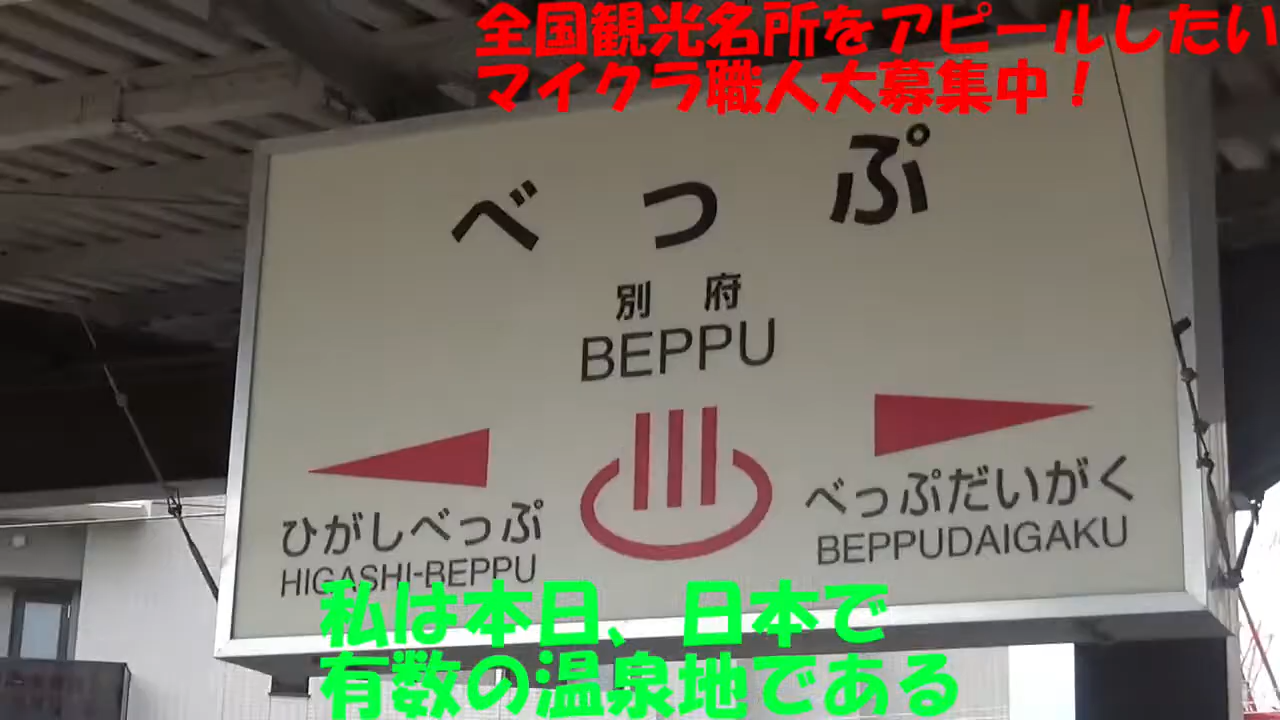 全国観光名所をアピールしたい
マイクラ職人大募集中！
べっぷ
別府
BEPPU
ひがしべっぷ
HIGASHI-BEPPU
べっぷだいがく
BEPPUDAIGAKU
私は本日、日本で
有数の温泉地である